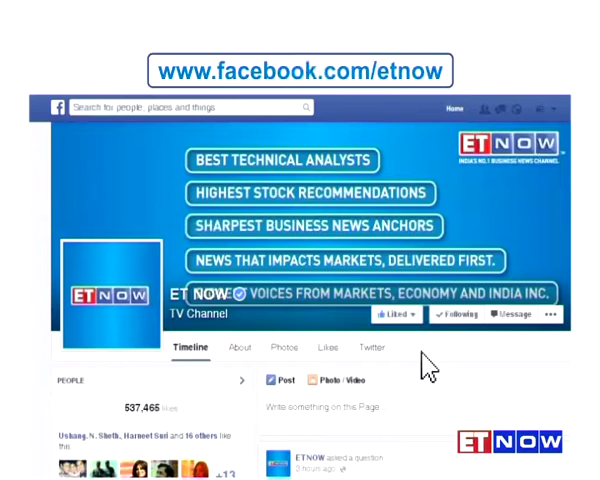 www.facebook.com/etnow
Search for people, places and things
Home
ET NOW
INDIA'S NO.1 BUSINESS NEWS CHANNEL
BEST TECHNICAL ANALYSTS
HIGHEST STOCK RECOMMENDATIONS
SHARPEST BUSINESS NEWS ANCHORS
NEWS THAT IMPACTS MARKETS, DELIVERED FIRST.
VOICES FROM MARKETS, ECONOMY AND INDIA INC.
ET NOW
ET NOW
TV Channel
Liked
Following
Message
Timeline
About
Photos
Likes
Twitter
PEOPLE
Post
Photo / Video
537,465 likes
Write something on this Page
Ushang. N. Sheth, Harneet Suri and 16 others like
this
ET NOW
ETNOW asked a question
2 hours ago
+13